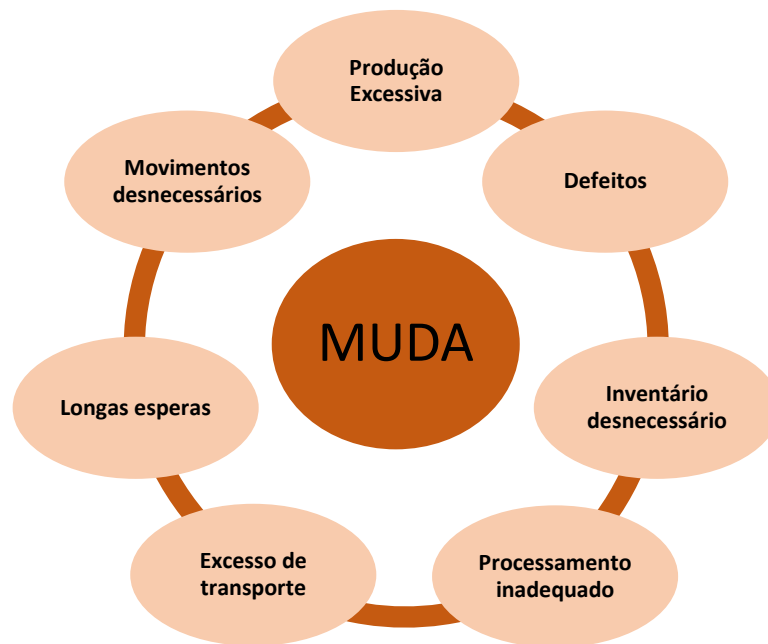 Produção
Excessiva
Defeitos
Inventário
desnecessário
Processamento
inadequado
Excesso de
transporte
Longas esperas
Movimentos
desnecessários
MUDA